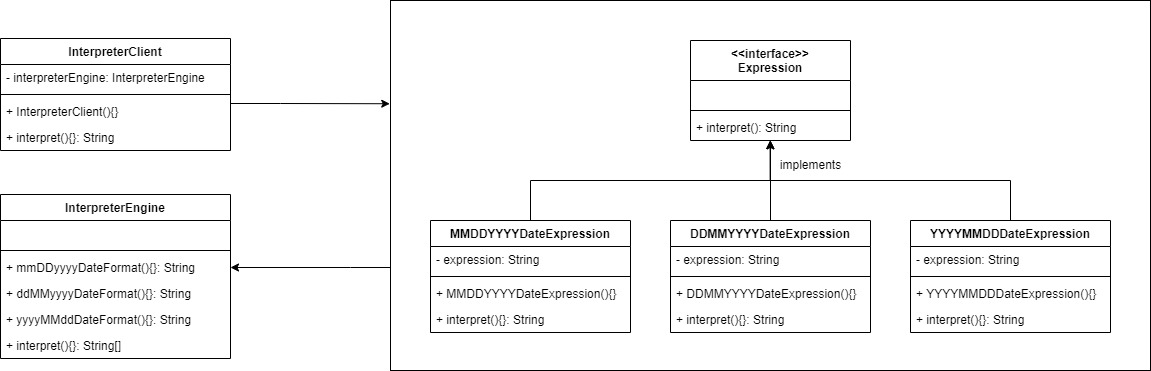 InterpreterClient
- interpreterEngine: InterpreterEngine
+ InterpreterClient(){}
+ interpret(){}: String
InterpreterEngine
+ mmDDyyyyDateFormat(){}: String
+ ddMMyyyyDateFormat(){}: String
+ yyyyMMddDateFormat(){}: String
+ interpret(){}: String[]
<<interface>>
Expression
+ interpret(): String
implements
MMDDYYYYDateExpression
- expression: String
+ MMDDYYYYDateExpression(){}
+ interpret(){}: String
DDMMYYYYDateExpression
- expression: String
+ DDMMYYYYDateExpression(){}
+ interpret(){}: String
YYYYMMDDDateExpression
- expression: String
+ YYYYMMDDDateExpression(){}
+ interpret(){}: String